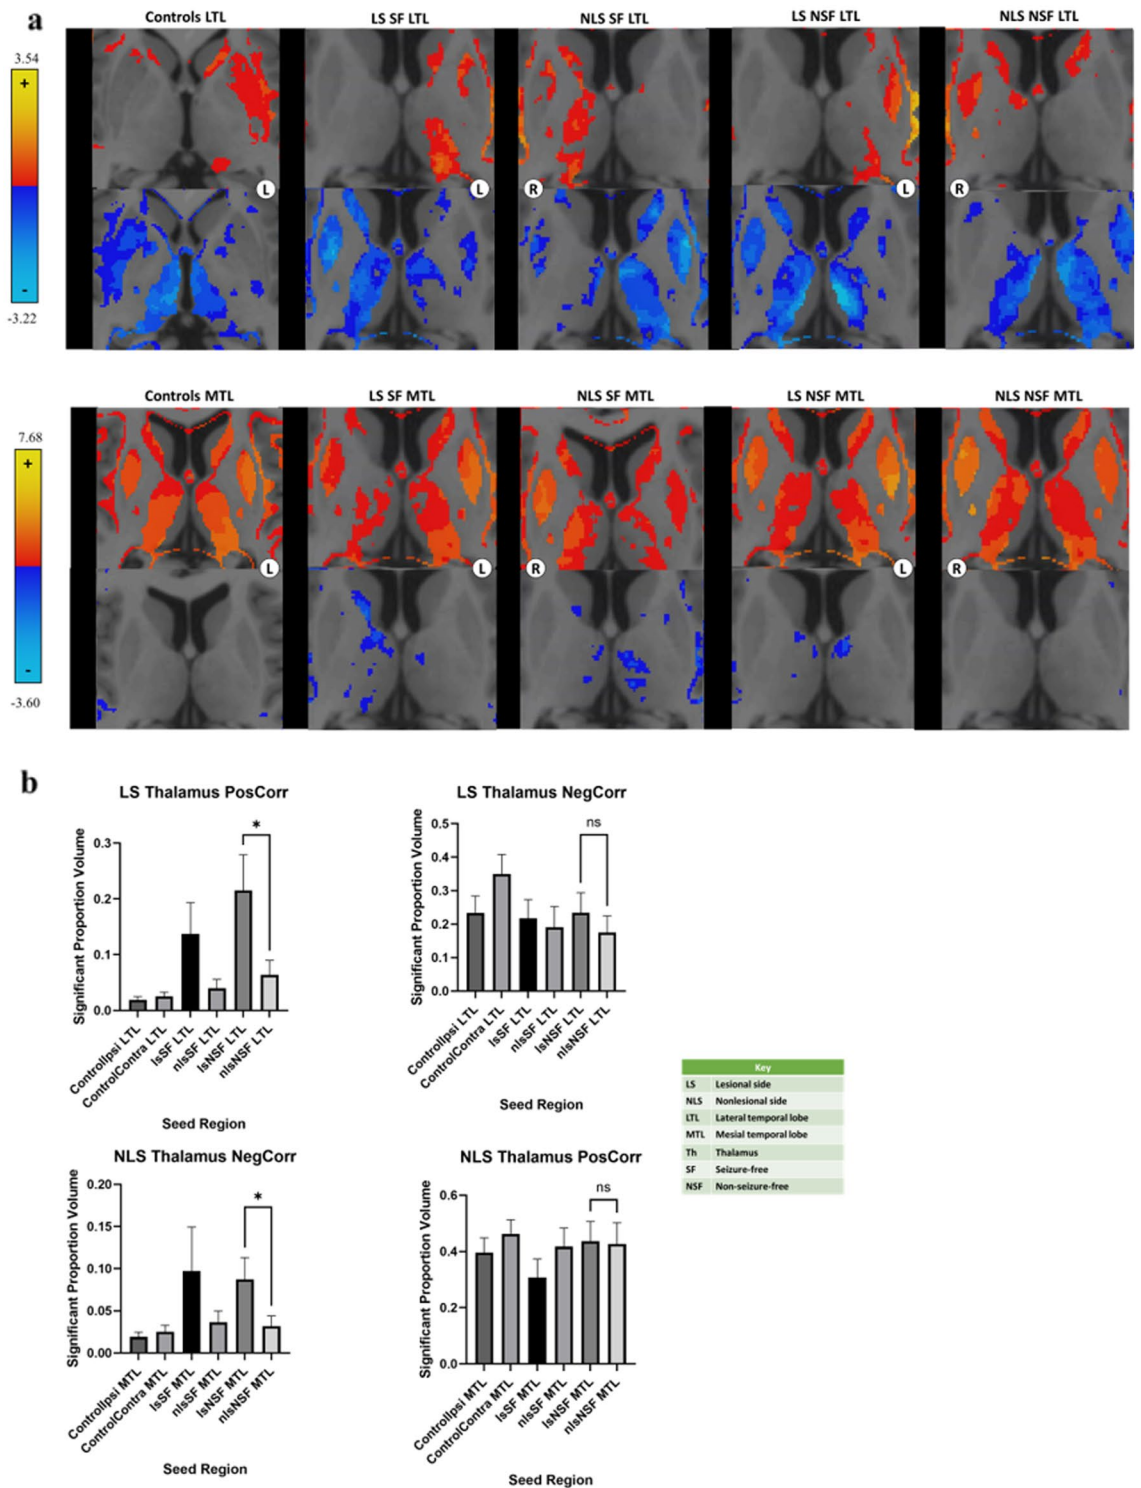 a
Controls LTL LS SF LTL NLS SF LTL LS NSF LTL NLS NSF LTL
3.54
+
-
-3.22
L L R L R
Controls MTL LS SF MTL NLS SF MTL LS NSF MTL NLS NSF MTL
7.68
+
-
-3.60
L L R L R
b
LS Thalamus PosCorr
Significant Proportion Volume
0.3
0.2
0.1
0.0
*
ControlIpsi LTL
ControlContra LTL
lsSF LTL
nlsSF LTL
lsNSF LTL
nlsNSF LTL
Seed Region
LS Thalamus NegCorr
Significant Proportion Volume
0.5
0.4
0.3
0.2
0.1
0.0
ns
ControlIpsi LTL
ControlContra LTL
lsSF LTL
nlsSF LTL
lsNSF LTL
nlsNSF LTL
Seed Region
Key
LS Lesional side
NLS Nonlesional side
LTL Lateral temporal lobe
MTL Mesial temporal lobe
Th Thalamus
SF Seizure-free
NSF Non-seizure-free
NLS Thalamus NegCorr
Significant Proportion Volume
0.20
0.15
0.10
0.05
0.00
*
ControlIpsi MTL
ControlContra MTL
lsSF MTL
nlsSF MTL
lsNSF MTL
nlsNSF MTL
Seed Region
NLS Thalamus PosCorr
Significant Proportion Volume
0.6
0.4
0.2
0.0
ns
ControlIpsi MTL
ControlContra MTL
lsSF MTL
nlsSF MTL
lsNSF MTL
nlsNSF MTL
Seed Region